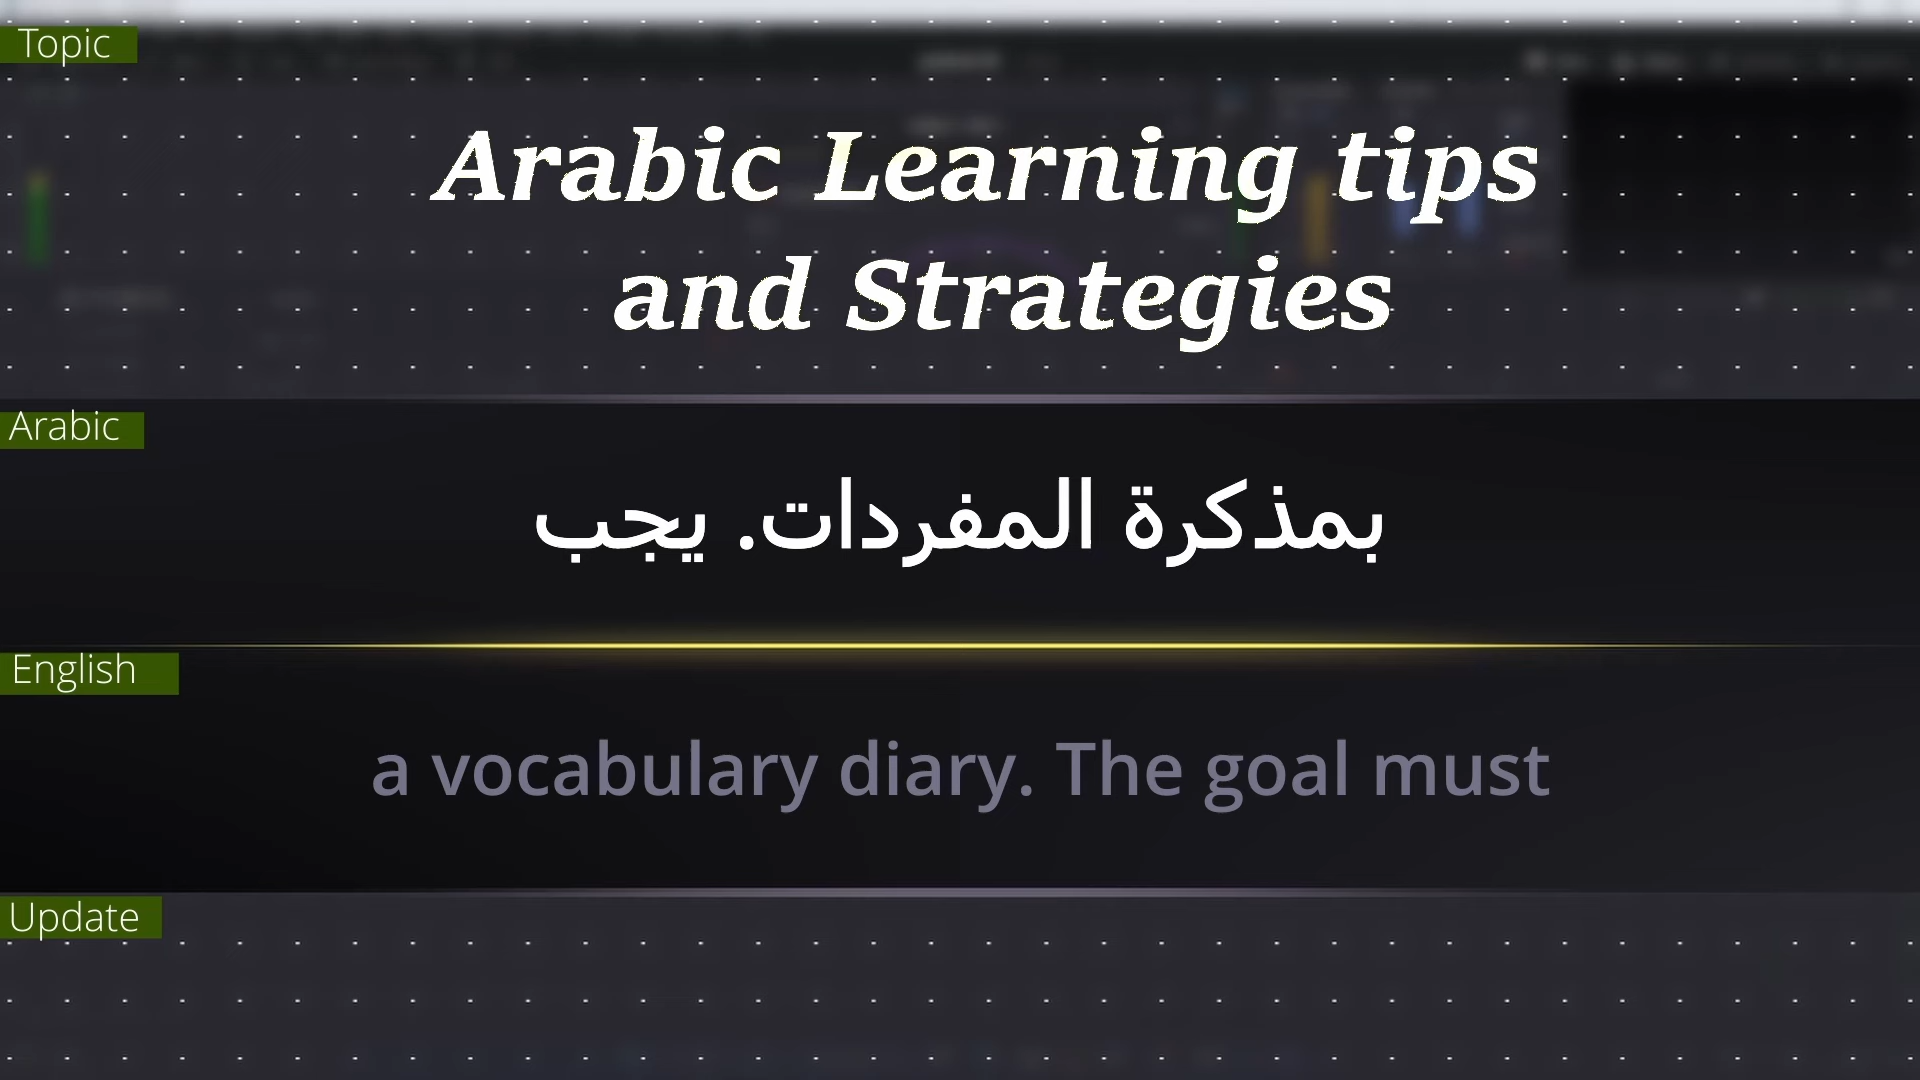 Topic
Arabic Learning tips
and Strategies
Arabic
بمذكرة المفردات. يجب
English
a vocabulary diary. The goal must
Update